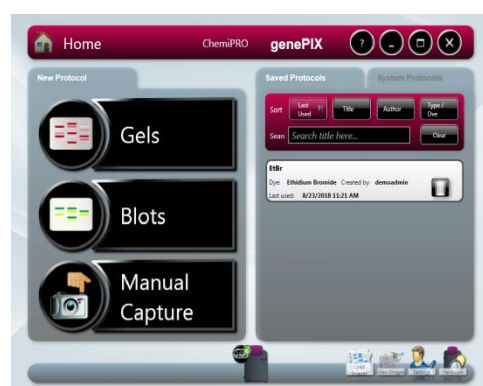 Home
ChemiPRO
genePIX
?
New Protocol
Gels
Blots
Manual
Capture
Saved Protocols
System Protocols
Sort
Last
Used
Title
Author
Type /
Dye
Sear
Search title here...
Clear
EtBr
Dye: Ethidium Bromide Created by demoadmin
Last used: 8/23/2018 11:21 AM